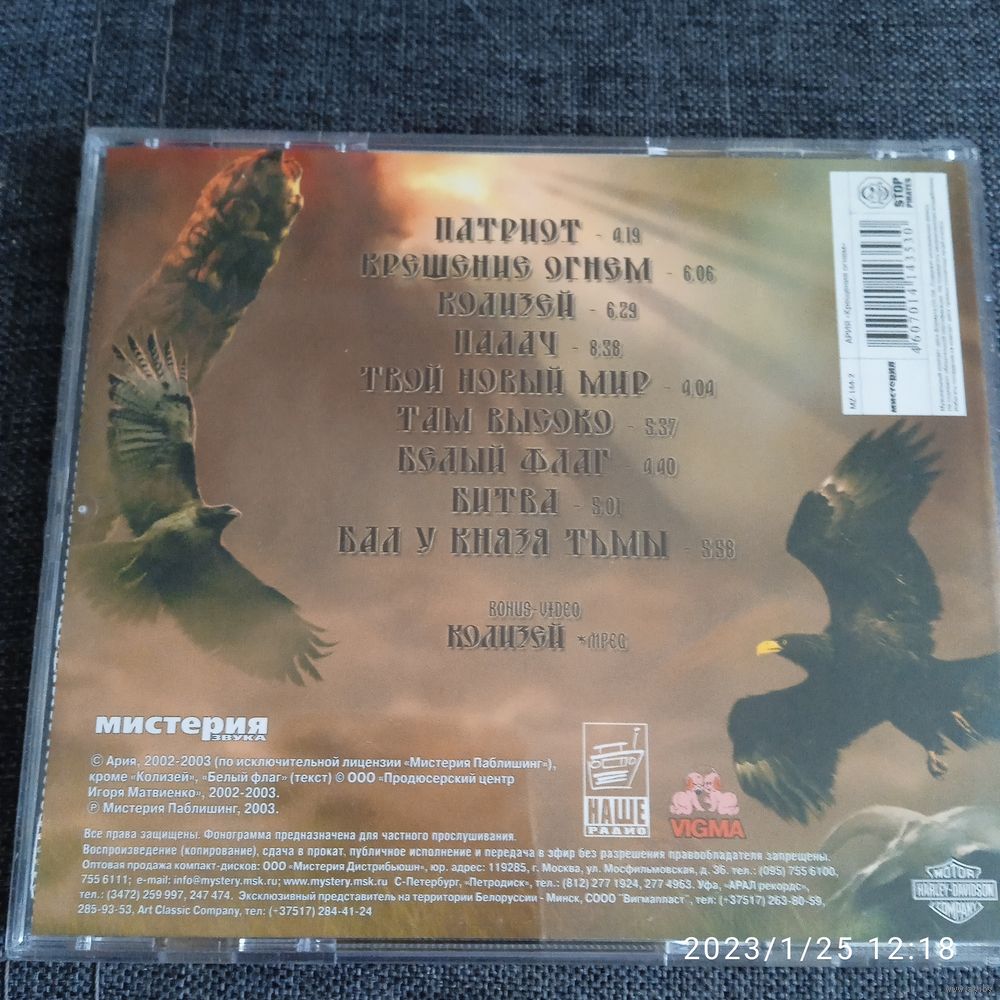 ПАТРИОТ - 4.19
КРЕЩЕНИЕ ОГНЕМ - 6.06
КОЛИЗЕЙ - 6.29
ПАЛАЧ - 8.38
ТВОЙ НОВЫЙ МИР - 4.04
ТАМ ВЫСОКО - 5.37
БЕЛЫЙ ФЛАГ - 4.40
БИТВА - 5.01
БАЛ У КНЯЗЯ ТЬМЫ - 5.58
BONUS-VIDEO
КОЛИЗЕЙ *MPEG
STOP
PIRATES
4607014143530
АРИЯ «Крещение огнём»
MZ-144-2
мистерия
мистерия
ЗВУКА
© Ария, 2002-2003 (по исключительной лицензии «Мистерия Паблишинг»),
кроме «Колизей», «Белый флаг» (текст) © ООО «Продюсерский центр
Игоря Матвиенко», 2002-2003.
℗ Мистерия Паблишинг, 2003.
НАШЕ
РАДИО
VIGMA
Все права защищены. Фонограмма предназначена для частного прослушивания.
Воспроизведение (копирование), сдача в прокат, публичное исполнение и передача в эфир без разрешения правообладателя запрещены.
Оптовая продажа компакт-дисков: ООО «Мистерия Дистрибьюшн», юр. адрес: 119285, г. Москва, ул. Мосфильмовская, д. 36. тел.: (095) 755 6100,
755 6111; e-mail: info@mystery.msk.ru; www.mystery.msk.ru С-Петербург, «Петродиск», тел.: (812) 277 1924, 277 4963. Уфа, «АРАЛ рекордс»,
тел.: (3472) 259 997, 247 474. Эксклюзивный представитель на территории Белоруссии - Минск, СООО "Вигмапласт", тел: (+37517) 263-80-59,
285-93-53, Art Classic Company, тел: (+37517) 284-41-24
MOTOR
HARLEY-DAVIDSON
COMPANY
2023/1/25 12:18